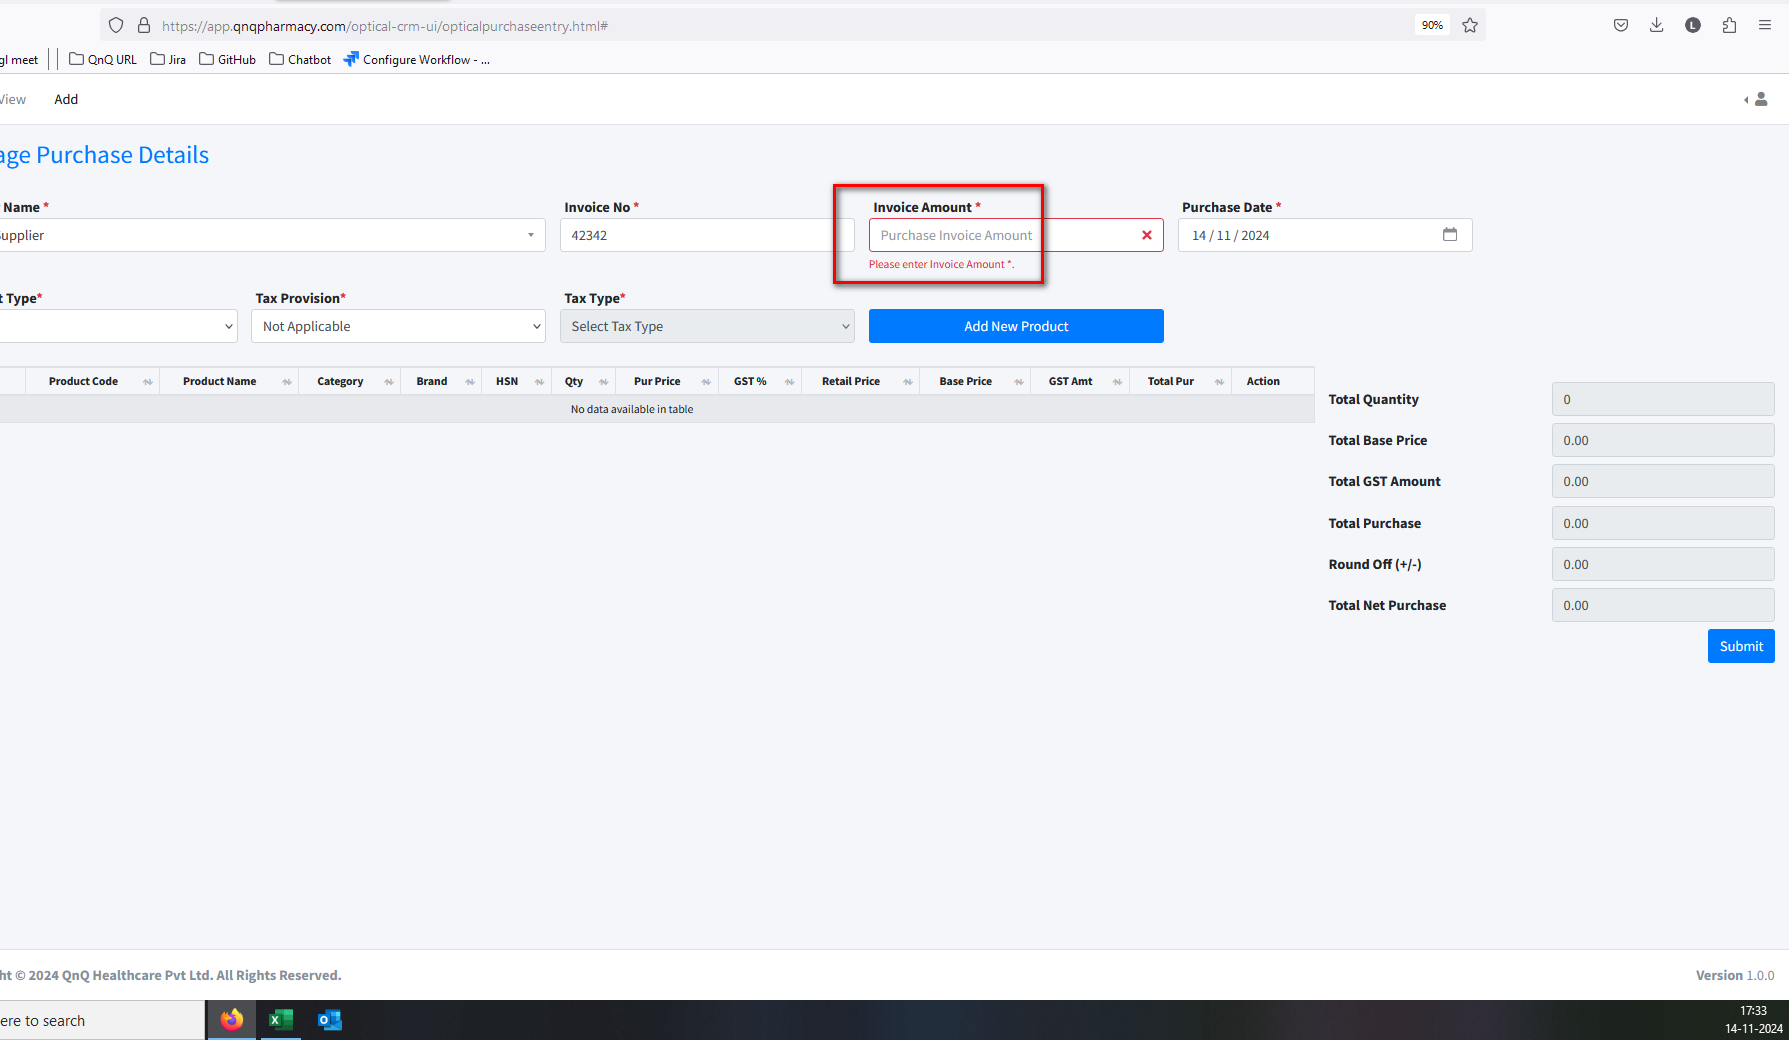 https://app.qnqpharmacy.com/optical-crm-ui/opticalpurchaseentry.html#
90%
L
gl meet
QnQ URL
Jira
GitHub
Chatbot
Configure Workflow - ...
View
Add
age Purchase Details
Name *
Invoice No *
Invoice Amount *
Purchase Date *
upplier
42342
Purchase Invoice Amount
14 / 11 / 2024
Please enter Invoice Amount *.
t Type*
Tax Provision*
Tax Type*
Not Applicable
Select Tax Type
Add New Product
Product Code
Product Name
Category
Brand
HSN
Qty
Pur Price
GST %
Retail Price
Base Price
GST Amt
Total Pur
Action
No data available in table
Total Quantity
0
Total Base Price
0.00
Total GST Amount
0.00
Total Purchase
0.00
Round Off (+/-)
0.00
Total Net Purchase
0.00
Submit
ht © 2024 QnQ Healthcare Pvt Ltd. All Rights Reserved.
Version 1.0.0
ere to search
17:33
14-11-2024